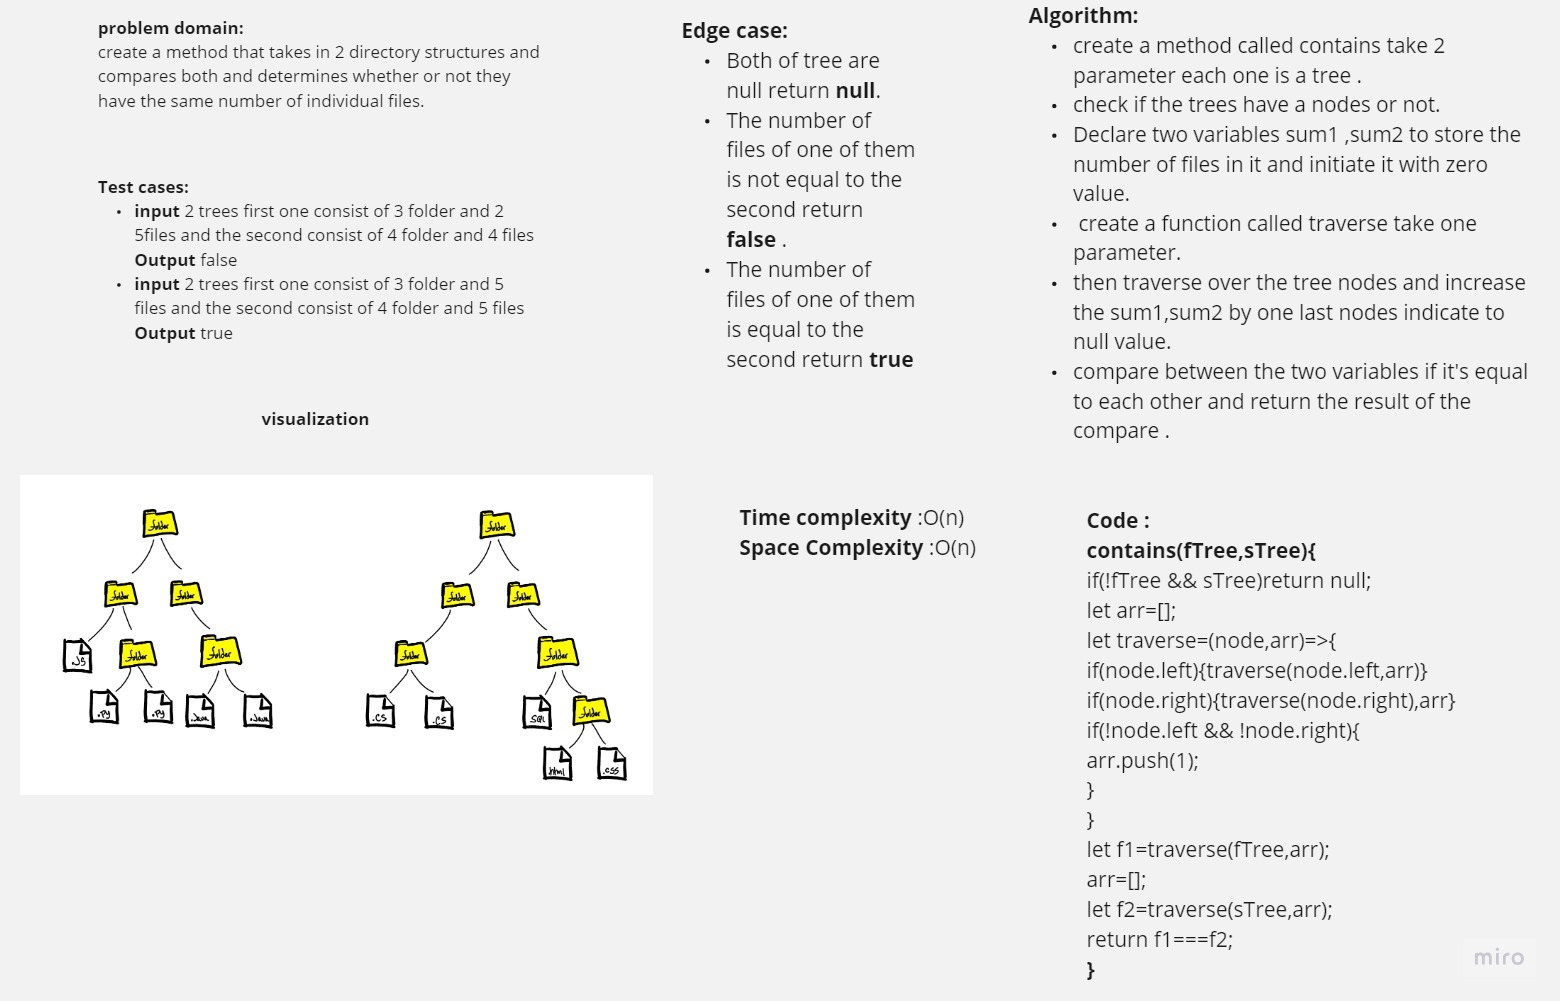 problem domain:
create a method that takes in 2 directory structures and
compares both and determines whether or not they
have the same number of individual files.
Test cases:
• input 2 trees first one consist of 3 folder and 2
5files and the second consist of 4 folder and 4 files
Output false
• input 2 trees first one consist of 3 folder and 5
files and the second consist of 4 folder and 5 files
Output true
visualization
folder
folder
folder
.JS
folder
folder
.Py
.Py
.Java
.Java
folder
folder
folder
folder
folder
.CS
.CS
SQL
folder
.html
.css
Edge case:
• Both of tree are
null return null.
• The number of
files of one of them
is not equal to the
second return
false .
• The number of
files of one of them
is equal to the
second return true
Time complexity :O(n)
Space Complexity :O(n)
Algorithm:
• create a method called contains take 2
parameter each one is a tree .
• check if the trees have a nodes or not.
• Declare two variables sum1 ,sum2 to store the
number of files in it and initiate it with zero
value.
• create a function called traverse take one
parameter.
• then traverse over the tree nodes and increase
the sum1,sum2 by one last nodes indicate to
null value.
• compare between the two variables if it's equal
to each other and return the result of the
compare .
Code :
contains(fTree,sTree){
if(!fTree && sTree)return null;
let arr=[];
let traverse=(node,arr)=>{
if(node.left){traverse(node.left,arr)}
if(node.right){traverse(node.right),arr}
if(!node.left && !node.right){
arr.push(1);
}
}
let f1=traverse(fTree,arr);
arr=[];
let f2=traverse(sTree,arr);
return f1===f2;
}
miro